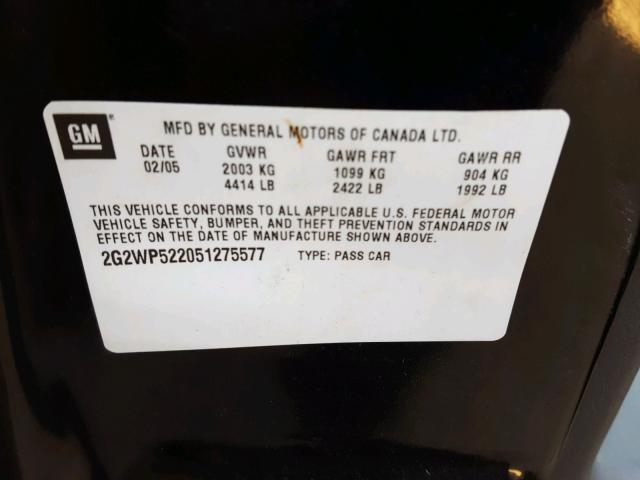 GM
MFD BY GENERAL MOTORS OF CANADA LTD.
DATE GVWR GAWR FRT GAWR RR
02/05 2003 KG 1099 KG 904 KG
4414 LB 2422 LB 1992 LB
THIS VEHICLE CONFORMS TO ALL APPLICABLE U.S. FEDERAL MOTOR
VEHICLE SAFETY, BUMPER, AND THEFT PREVENTION STANDARDS IN
EFFECT ON THE DATE OF MANUFACTURE SHOWN ABOVE.
2G2WP522051275577 TYPE: PASS CAR